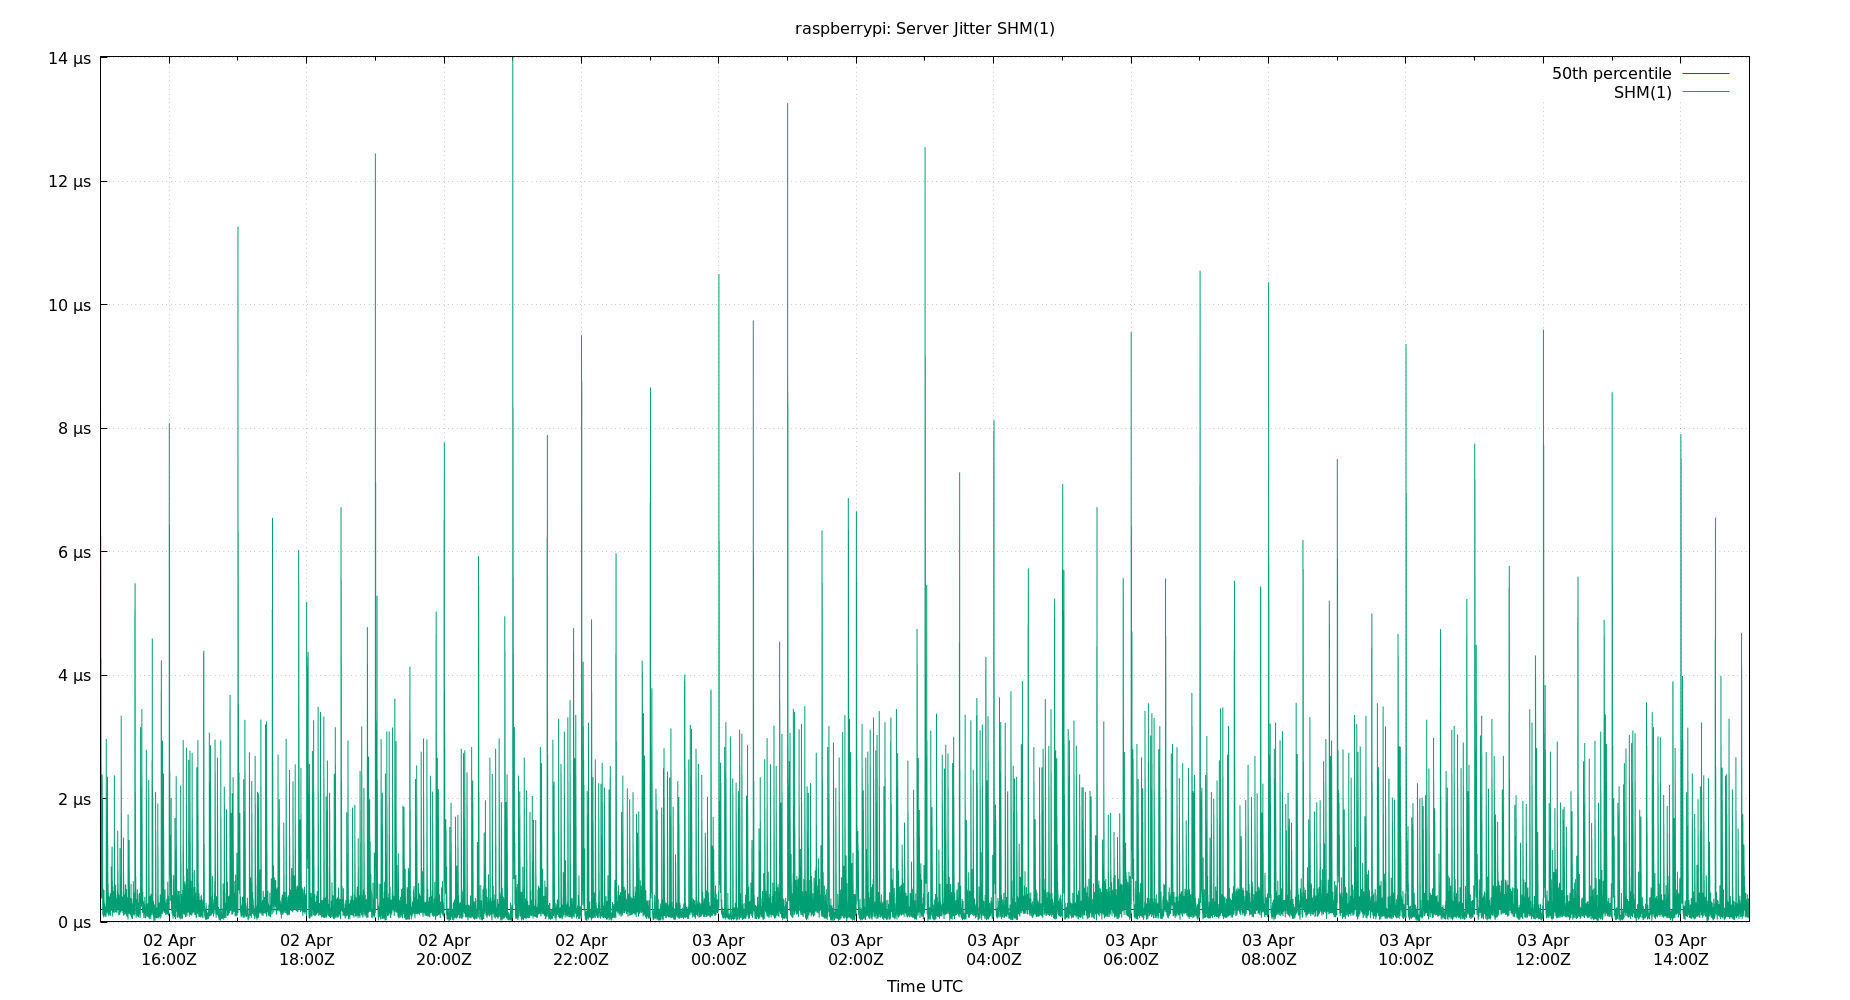 raspberrypi: Server Jitter SHM(1)
50th percentile
SHM(1)
14 µs
12 µs
10 µs
8 µs
6 µs
4 µs
2 µs
0 µs
02 Apr 02 Apr 02 Apr 02 Apr 03 Apr 03 Apr 03 Apr 03 Apr 03 Apr 03 Apr 03 Apr 03 Apr
16:00Z 18:00Z 20:00Z 22:00Z 00:00Z 02:00Z 04:00Z 06:00Z 08:00Z 10:00Z 12:00Z 14:00Z
Time UTC